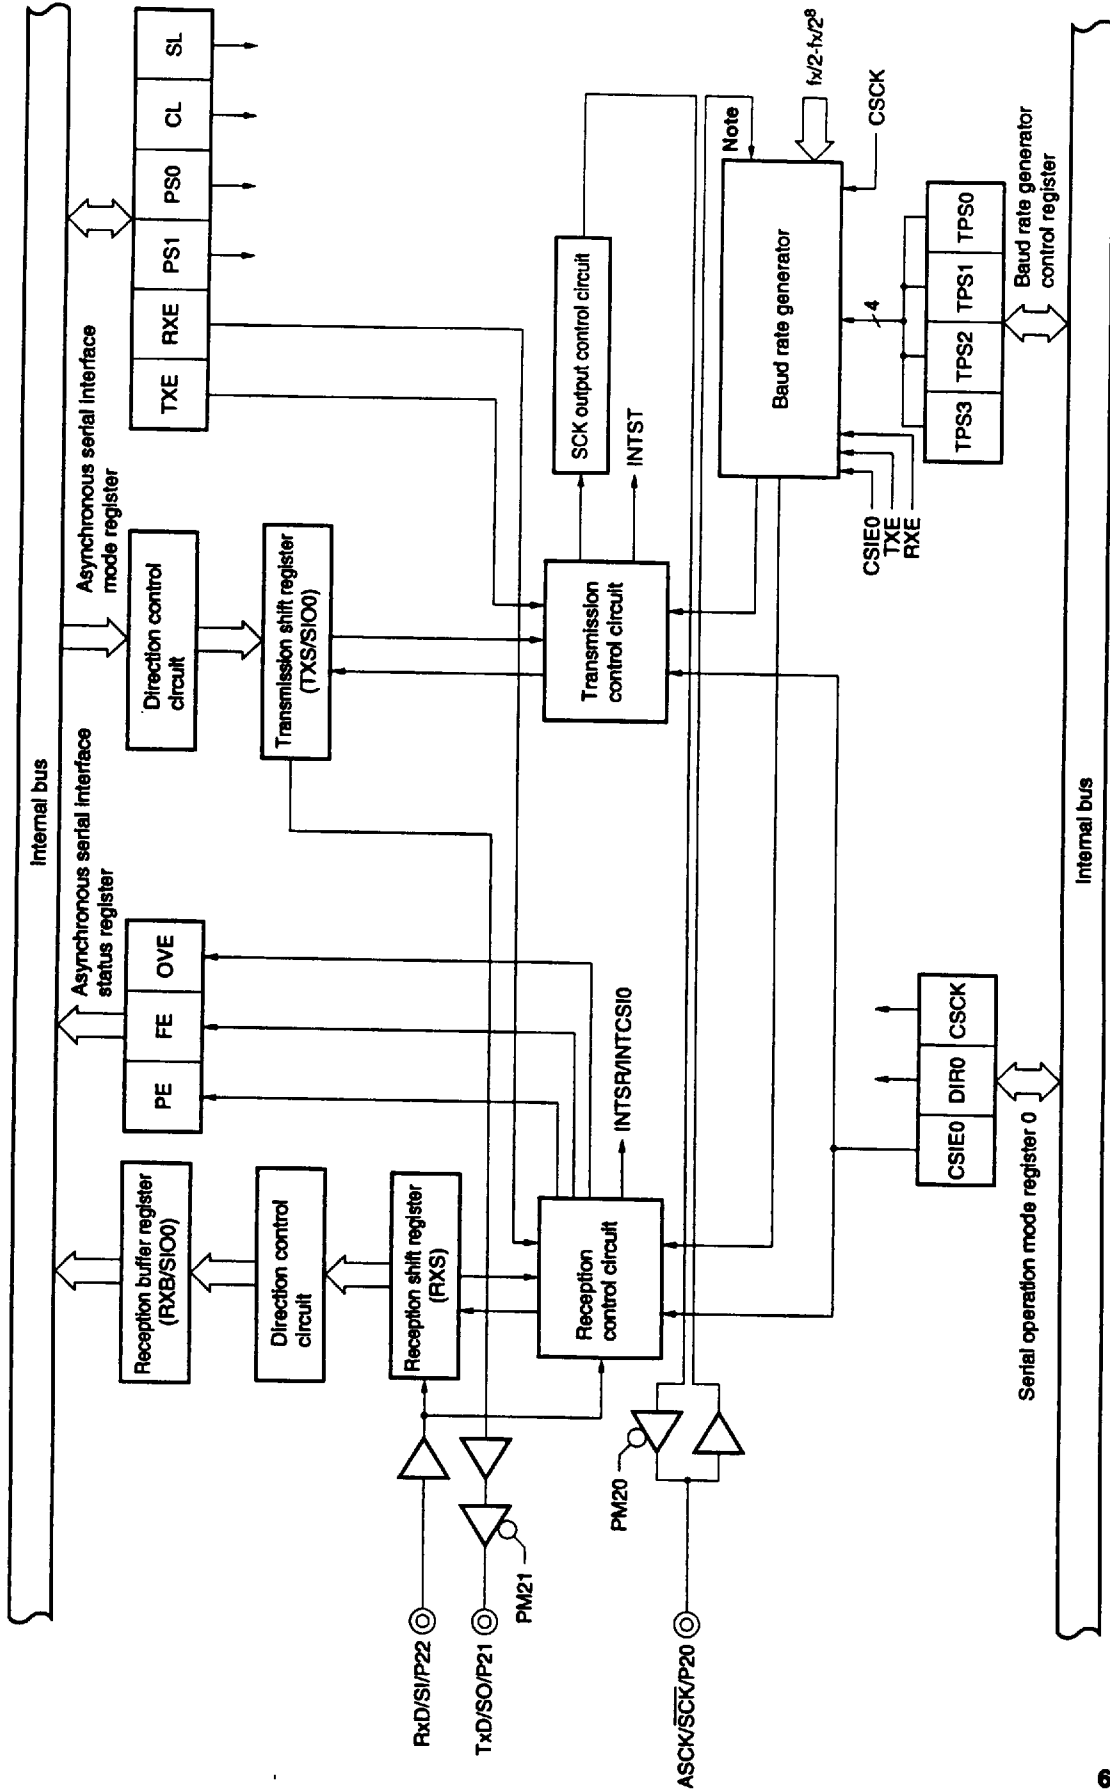 Internal bus
Asynchronous serial interface
status register
Asynchronous serial interface
mode register
Reception buffer register
(RXB/SIO0)
PE
FE
OVE
Direction control
circuit
TXE
RXE
PS1
PS0
CL
SL
Direction control
circuit
Reception shift register
(RXS)
Transmission shift register
(TXS/SIO0)
RxD/SI/P22
TxD/SO/P21
PM21
Reception
control circuit
INTSR/INTCSI0
Transmission
control circuit
SCK output control circuit
INTST
PM20
ASCK/SCK/P20
Note
Baud rate generator
fx/2-fx/2⁸
CSCK
CSIE0
TXE
RXE
4
CSIE0
DIR0
CSCK
TPS3
TPS2
TPS1
TPS0
Serial operation mode register 0
Baud rate generator
control register
Internal bus